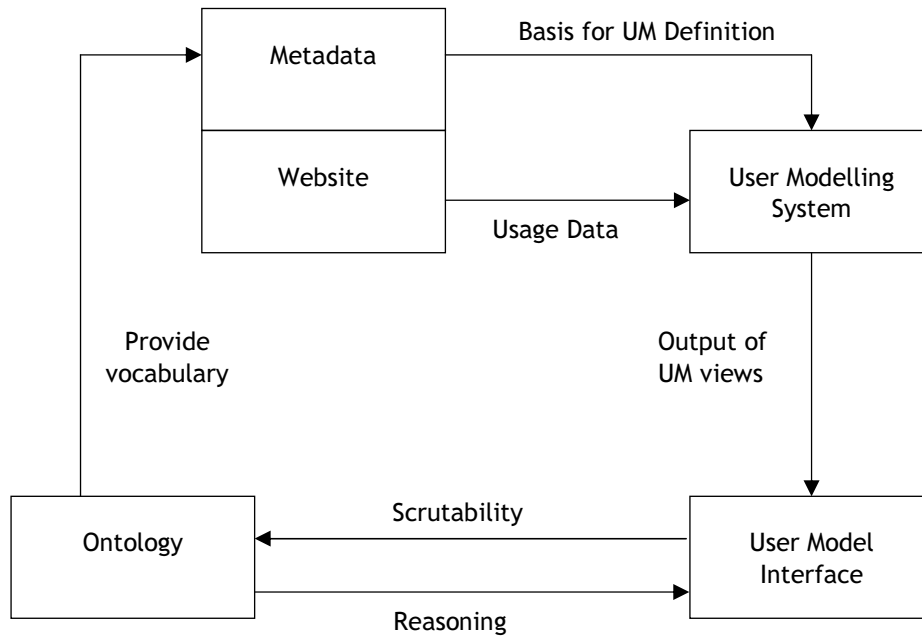 Basis for UM Definition
Metadata
Website
User Modelling
System
Usage Data
Provide
vocabulary
Output of
UM views
Scrutability
Ontology
User Model
Interface
Reasoning